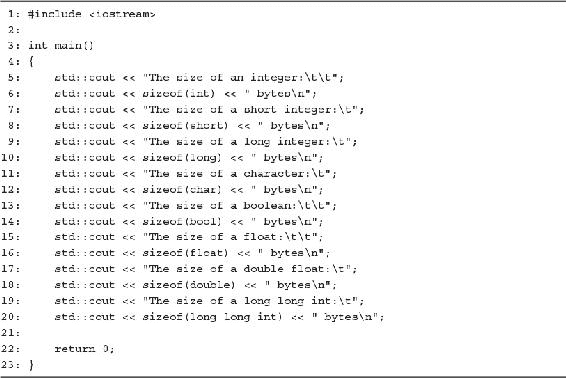 1: #include <iostream>
2:
3: int main()
4: {
5:     std::cout << "The size of an integer:\t\t";
6:     std::cout << sizeof(int) << " bytes\n";
7:     std::cout << "The size of a short integer:\t";
8:     std::cout << sizeof(short) << " bytes\n";
9:     std::cout << "The size of a long integer:\t";
10:     std::cout << sizeof(long) << " bytes\n";
11:     std::cout << "The size of a character:\t";
12:     std::cout << sizeof(char) << " bytes\n";
13:     std::cout << "The size of a boolean:\t\t";
14:     std::cout << sizeof(bool) << " bytes\n";
15:     std::cout << "The size of a float:\t\t";
16:     std::cout << sizeof(float) << " bytes\n";
17:     std::cout << "The size of a double float:\t";
18:     std::cout << sizeof(double) << " bytes\n";
19:     std::cout << "The size of a long long int:\t";
20:     std::cout << sizeof(long long int) << " bytes\n";
21:
22:     return 0;
23: }